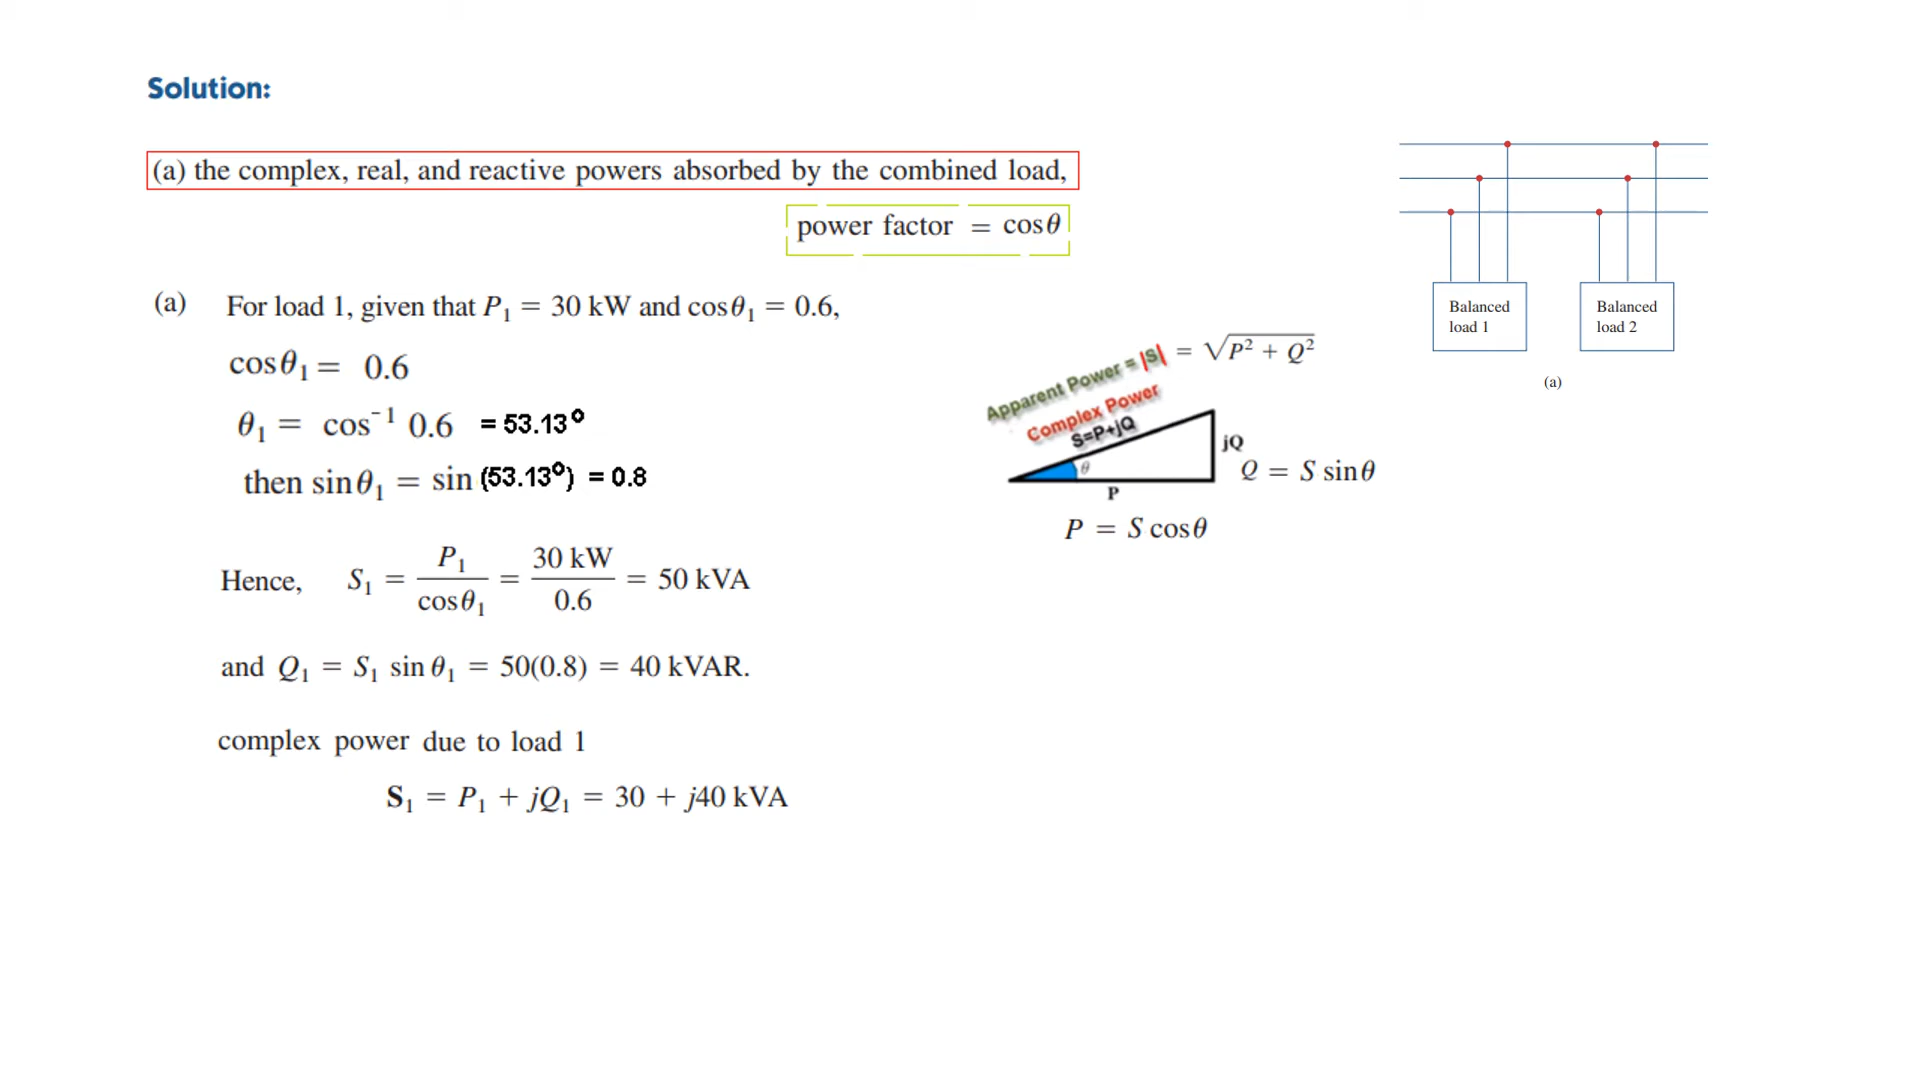 Solution:
(a) the complex, real, and reactive powers absorbed by the combined load,
power factor = cosθ
(a) For load 1, given that P₁ = 30 kW and cosθ₁ = 0.6,
cosθ₁ = 0.6
θ₁ = cos⁻¹ 0.6 = 53.13°
then sinθ₁ = sin (53.13°) = 0.8
Hence, S₁ = P₁/cosθ₁ = 30 kW/0.6 = 50 kVA
and Q₁ = S₁ sin θ₁ = 50(0.8) = 40 kVAR.
complex power due to load 1
S₁ = P₁ + jQ₁ = 30 + j40 kVA
Apparent Power = |S| = √(P² + Q²)
Complex Power
S=P+jQ
θ
jQ
Q = S sinθ
P
P = S cosθ
Balanced
load 1
Balanced
load 2
(a)